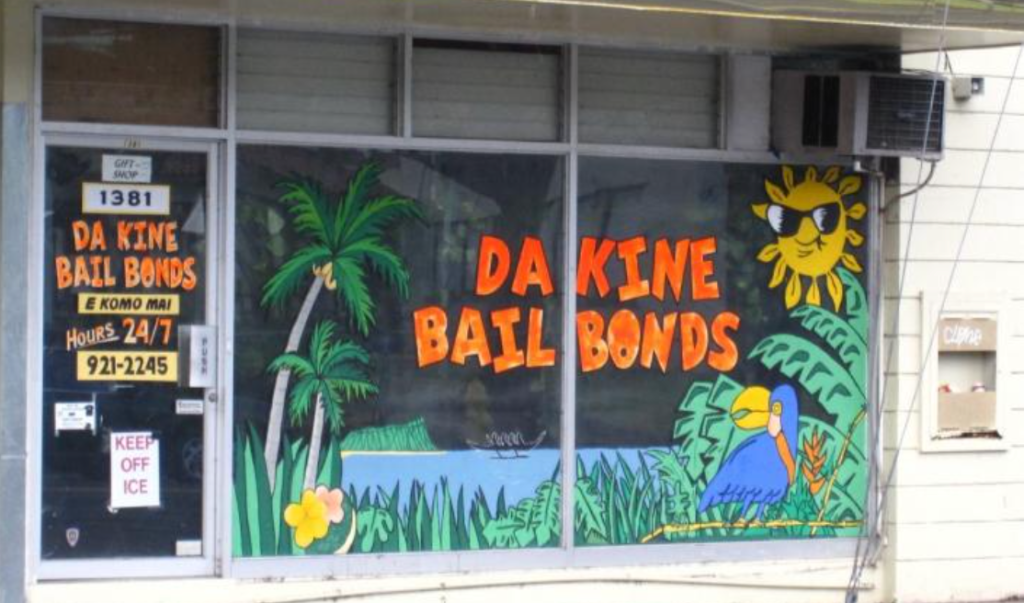 GIFT-
SHOP
1381
DA KINE
BAIL BONDS
E KOMO MAI
HOURS 24/7
921-2245
PUSH
KEEP
OFF
ICE
DA KINE
BAIL BONDS